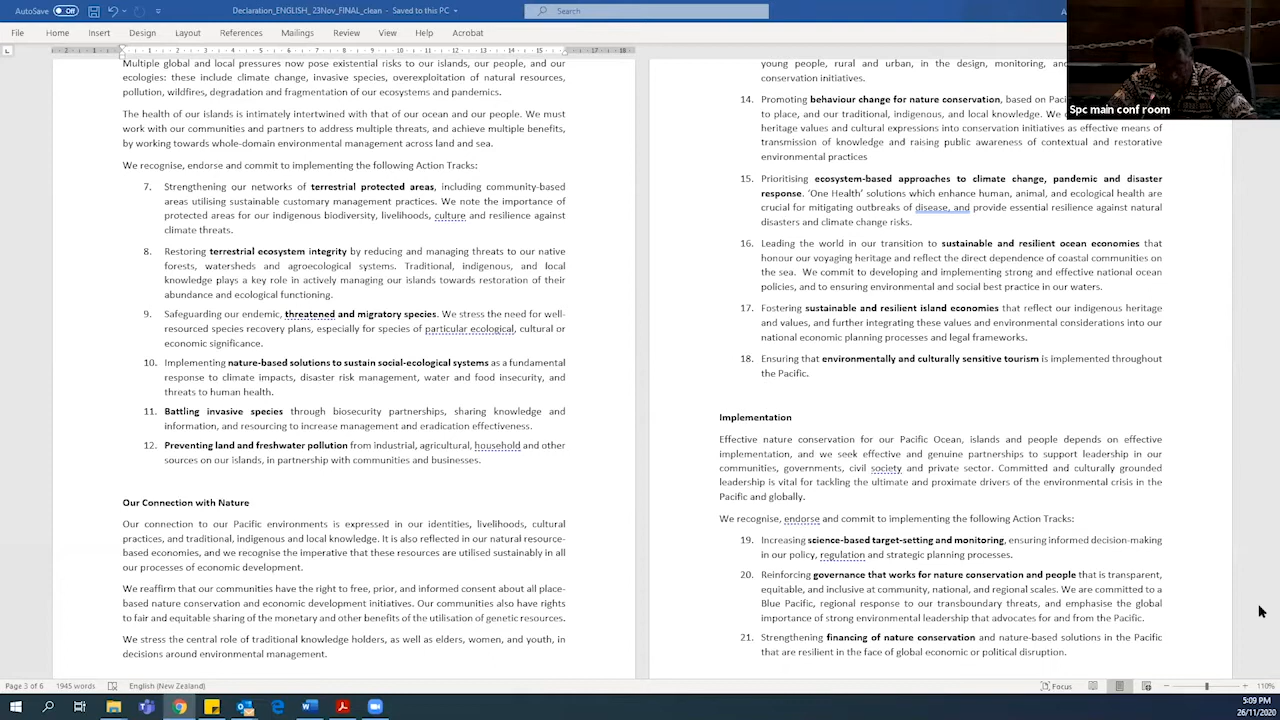 AutoSave Off
Declaration_ENGLISH_23Nov_FINAL_clean - Saved to this PC
Search
File Home Insert Design Layout References Mailings Review View Help Acrobat
Multiple global and local pressures now pose existential risks to our islands, our people, and our
ecologies: these include climate change, invasive species, overexploitation of natural resources,
pollution, wildfires, degradation and fragmentation of our ecosystems and pandemics.
The health of our islands is intimately intertwined with that of our ocean and our people. We must
work with our communities and partners to address multiple threats, and achieve multiple benefits,
by working towards whole-domain environmental management across land and sea.
We recognise, endorse and commit to implementing the following Action Tracks:
7. Strengthening our networks of terrestrial protected areas, including community-based
areas utilising sustainable customary management practices. We note the importance of
protected areas for our indigenous biodiversity, livelihoods, culture and resilience against
climate threats.
8. Restoring terrestrial ecosystem integrity by reducing and managing threats to our native
forests, watersheds and agroecological systems. Traditional, indigenous, and local
knowledge plays a key role in actively managing our islands towards restoration of their
abundance and ecological functioning.
9. Safeguarding our endemic, threatened and migratory species. We stress the need for well-
resourced species recovery plans, especially for species of particular ecological, cultural or
economic significance.
10. Implementing nature-based solutions to sustain social-ecological systems as a fundamental
response to climate impacts, disaster risk management, water and food insecurity, and
threats to human health.
11. Battling invasive species through biosecurity partnerships, sharing knowledge and
information, and resourcing to increase management and eradication effectiveness.
12. Preventing land and freshwater pollution from industrial, agricultural, household and other
sources on our islands, in partnership with communities and businesses.
Our Connection with Nature
Our connection to our Pacific environments is expressed in our identities, livelihoods, cultural
practices, and traditional, indigenous and local knowledge. It is also reflected in our natural resource-
based economies, and we recognise the imperative that these resources are utilised sustainably in all
our processes of economic development.
We reaffirm that our communities have the right to free, prior, and informed consent about all place-
based nature conservation and economic development initiatives. Our communities also have rights
to fair and equitable sharing of the monetary and other benefits of the utilisation of genetic resources.
We stress the central role of traditional knowledge holders, as well as elders, women, and youth, in
decisions around environmental management.
young people, rural and urban, in the design, monitoring, and
conservation initiatives.
14. Promoting behaviour change for nature conservation, based on Paci
to place, and our traditional, indigenous, and local knowledge. We
heritage values and cultural expressions into conservation initiatives as effective means of
transmission of knowledge and raising public awareness of contextual and restorative
environmental practices
15. Prioritising ecosystem-based approaches to climate change, pandemic and disaster
response. 'One Health' solutions which enhance human, animal, and ecological health are
crucial for mitigating outbreaks of disease, and provide essential resilience against natural
disasters and climate change risks.
16. Leading the world in our transition to sustainable and resilient ocean economies that
honour our voyaging heritage and reflect the direct dependence of coastal communities on
the sea. We commit to developing and implementing strong and effective national ocean
policies, and to ensuring environmental and social best practice in our waters.
17. Fostering sustainable and resilient island economies that reflect our indigenous heritage
and values, and further integrating these values and environmental considerations into our
national economic planning processes and legal frameworks.
18. Ensuring that environmentally and culturally sensitive tourism is implemented throughout
the Pacific.
Implementation
Effective nature conservation for our Pacific Ocean, islands and people depends on effective
implementation, and we seek effective and genuine partnerships to support leadership in our
communities, governments, civil society and private sector. Committed and culturally grounded
leadership is vital for tackling the ultimate and proximate drivers of the environmental crisis in the
Pacific and globally.
We recognise, endorse and commit to implementing the following Action Tracks:
19. Increasing science-based target-setting and monitoring, ensuring informed decision-making
in our policy, regulation and strategic planning processes.
20. Reinforcing governance that works for nature conservation and people that is transparent,
equitable, and inclusive at community, national, and regional scales. We are committed to a
Blue Pacific, regional response to our transboundary threats, and emphasise the global
importance of strong environmental leadership that advocates for and from the Pacific.
21. Strengthening financing of nature conservation and nature-based solutions in the Pacific
that are resilient in the face of global economic or political disruption.
Spc main conf room
Page 3 of 6 1945 words English (New Zealand) Focus 110%
5:09 PM
26/11/2020